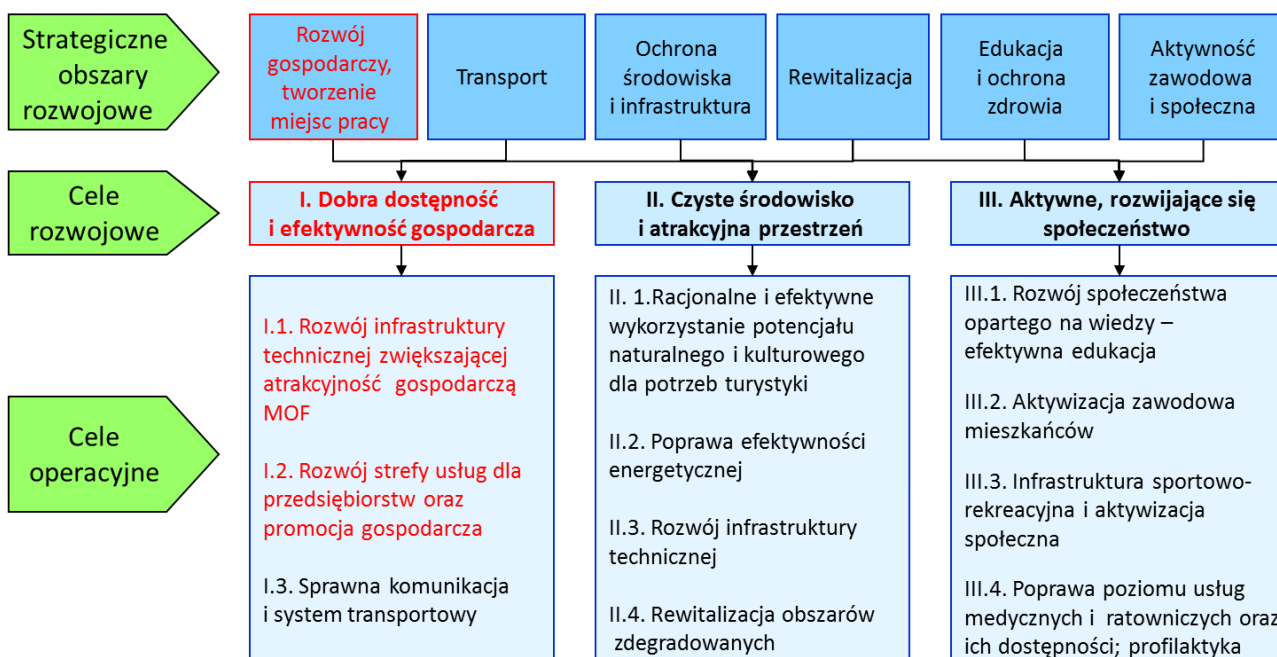 Strategiczne
obszary
rozwojowe
Rozwój
gospodarczy,
tworzenie
miejsc pracy
Transport
Ochrona
środowiska
i infrastruktura
Rewitalizacja
Edukacja
i ochrona
zdrowia
Aktywność
zawodowa
i społeczna
Cele
rozwojowe
I. Dobra dostępność
i efektywność gospodarcza
II. Czyste środowisko
i atrakcyjna przestrzeń
III. Aktywne, rozwijające się
społeczeństwo
Cele
operacyjne
I.1. Rozwój infrastruktury
technicznej zwiększającej
atrakcyjność gospodarczą
MOF
I.2. Rozwój strefy usług dla
przedsiębiorstw oraz
promocja gospodarcza
I.3. Sprawna komunikacja
i system transportowy
II. 1.Racjonalne i efektywne
wykorzystanie potencjału
naturalnego i kulturowego
dla potrzeb turystyki
II.2. Poprawa efektywności
energetycznej
II.3. Rozwój infrastruktury
technicznej
II.4. Rewitalizacja obszarów
zdegradowanych
III.1. Rozwój społeczeństwa
opartego na wiedzy –
efektywna edukacja
III.2. Aktywizacja zawodowa
mieszkańców
III.3. Infrastruktura sportowo-
rekreacyjna i aktywizacja
społeczna
III.4. Poprawa poziomu usług
medycznych i ratowniczych oraz
ich dostępności; profilaktyka